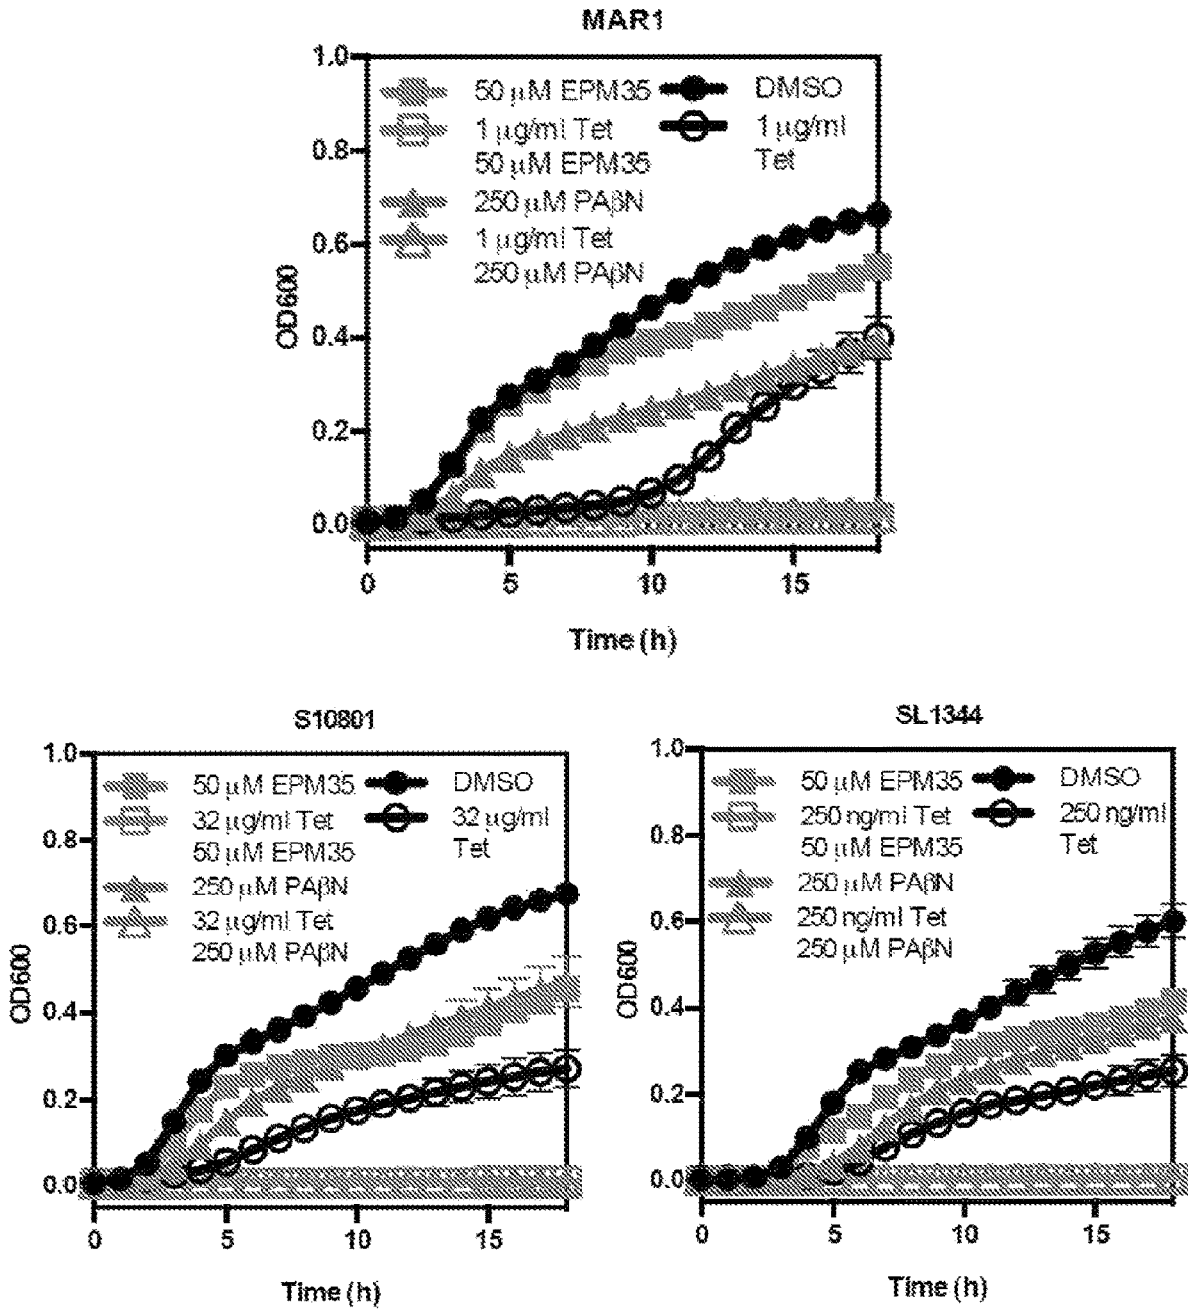 MAR1
1.0
0.8
0.6
0.4
0.2
0.0
OD600
50 μM EPM35
1 μg/ml Tet
50 μM EPM35
250 μM PAβN
1 μg/ml Tet
250 μM PAβN
DMSO
1 μg/ml
Tet
0 5 10 15
Time (h)
S10801
1.0
0.8
0.6
0.4
0.2
0.0
OD600
50 μM EPM35
32 μg/ml Tet
50 μM EPM35
250 μM PAβN
32 μg/ml Tet
250 μM PAβN
DMSO
32 μg/ml
Tet
0 5 10 15
Time (h)
SL1344
1.0
0.8
0.6
0.4
0.2
0.0
OD600
50 μM EPM35
250 ng/ml Tet
50 μM EPM35
250 μM PAβN
250 ng/ml Tet
250 μM PAβN
DMSO
250 ng/ml
Tet
0 5 10 15
Time (h)